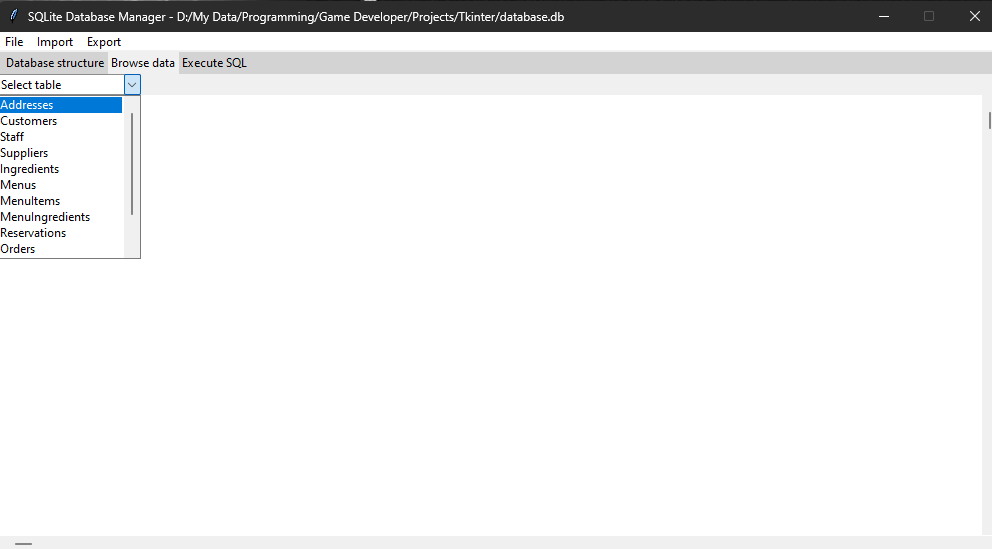 SQLite Database Manager - D:/My Data/Programming/Game Developer/Projects/Tkinter/database.db
File Import Export
Database structure Browse data Execute SQL
Select table
Addresses
Customers
Staff
Suppliers
Ingredients
Menus
MenuItems
MenuIngredients
Reservations
Orders